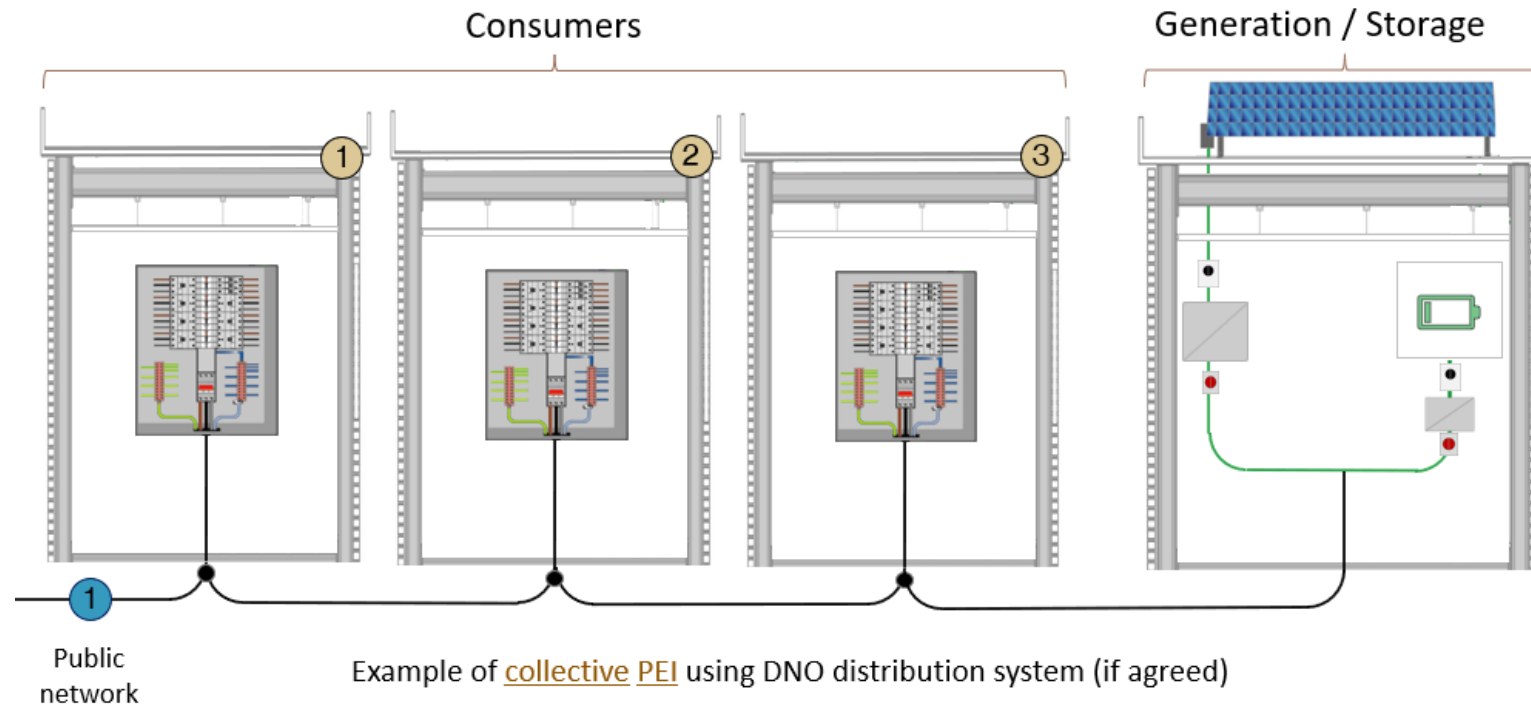 Consumers
Generation / Storage
1
2
3
1
Public
network
Example of collective PEI using DNO distribution system (if agreed)